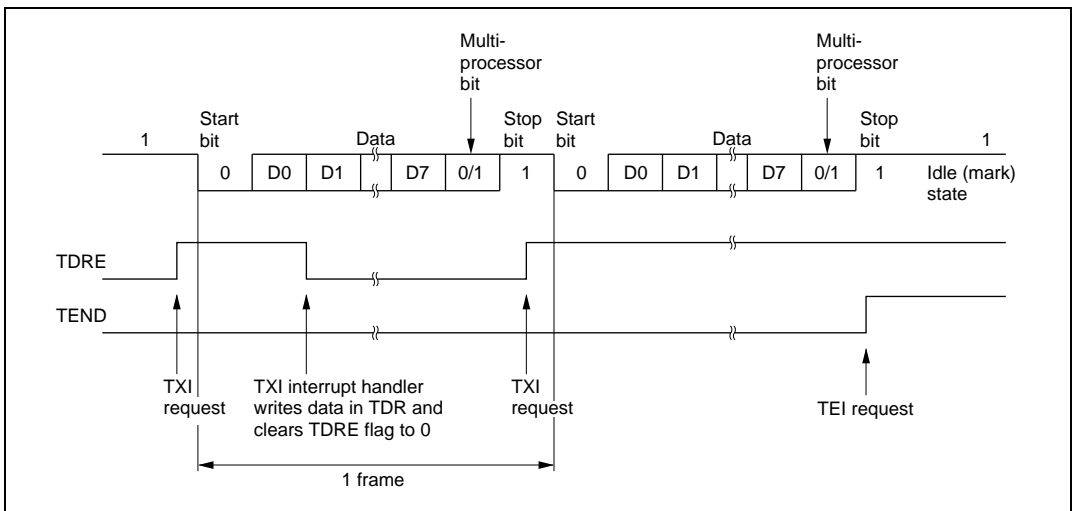 Multi-
processor
bit
Multi-
processor
bit
1
Start
bit
Data
Stop
bit
Start
bit
Data
Stop
bit
1
0 D0 D1 D7 0/1 1 0 D0 D1 D7 0/1 1
Idle (mark)
state
TDRE
TEND
TXI
request
TXI interrupt handler
writes data in TDR and
clears TDRE flag to 0
TXI
request
TEI request
1 frame